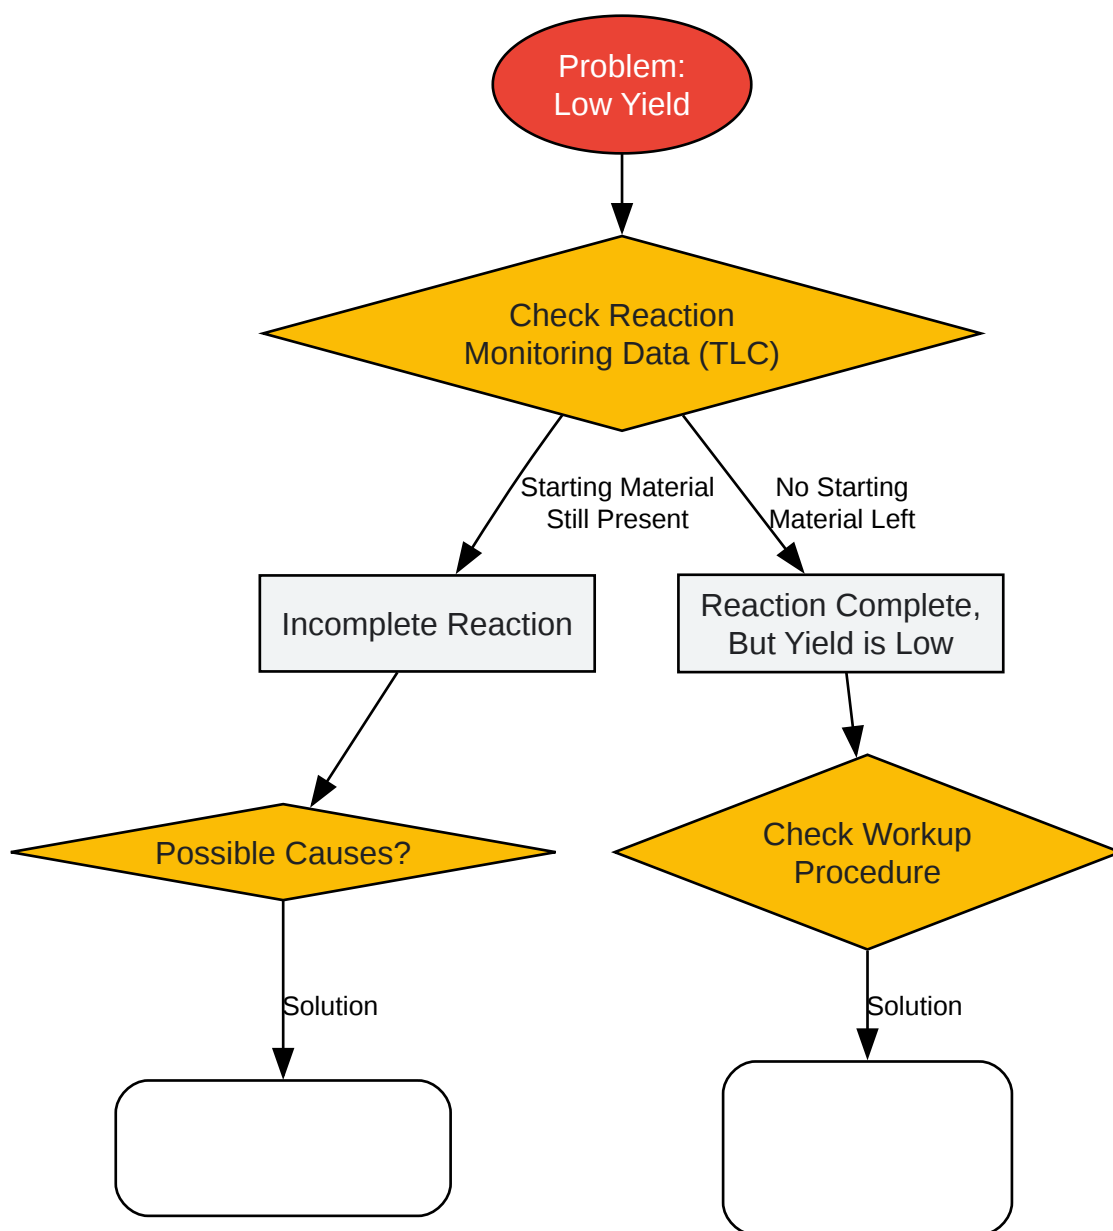 Problem:
Low Yield
Check Reaction
Monitoring Data (TLC)
Starting Material
Still Present
No Starting
Material Left
Incomplete Reaction
Reaction Complete,
But Yield is Low
Possible Causes?
Check Workup
Procedure
Solution
Solution